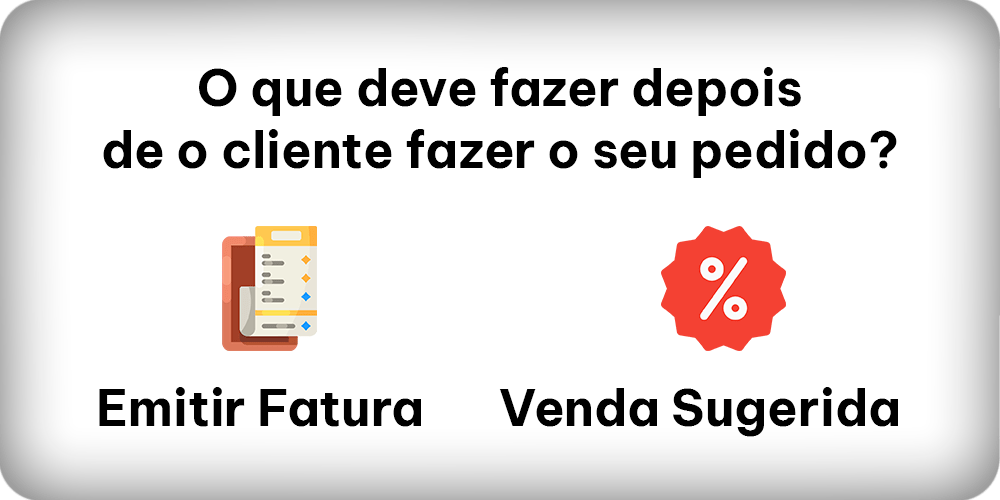 O que deve fazer depois
de o cliente fazer o seu pedido?
Emitir Fatura
Venda Sugerida